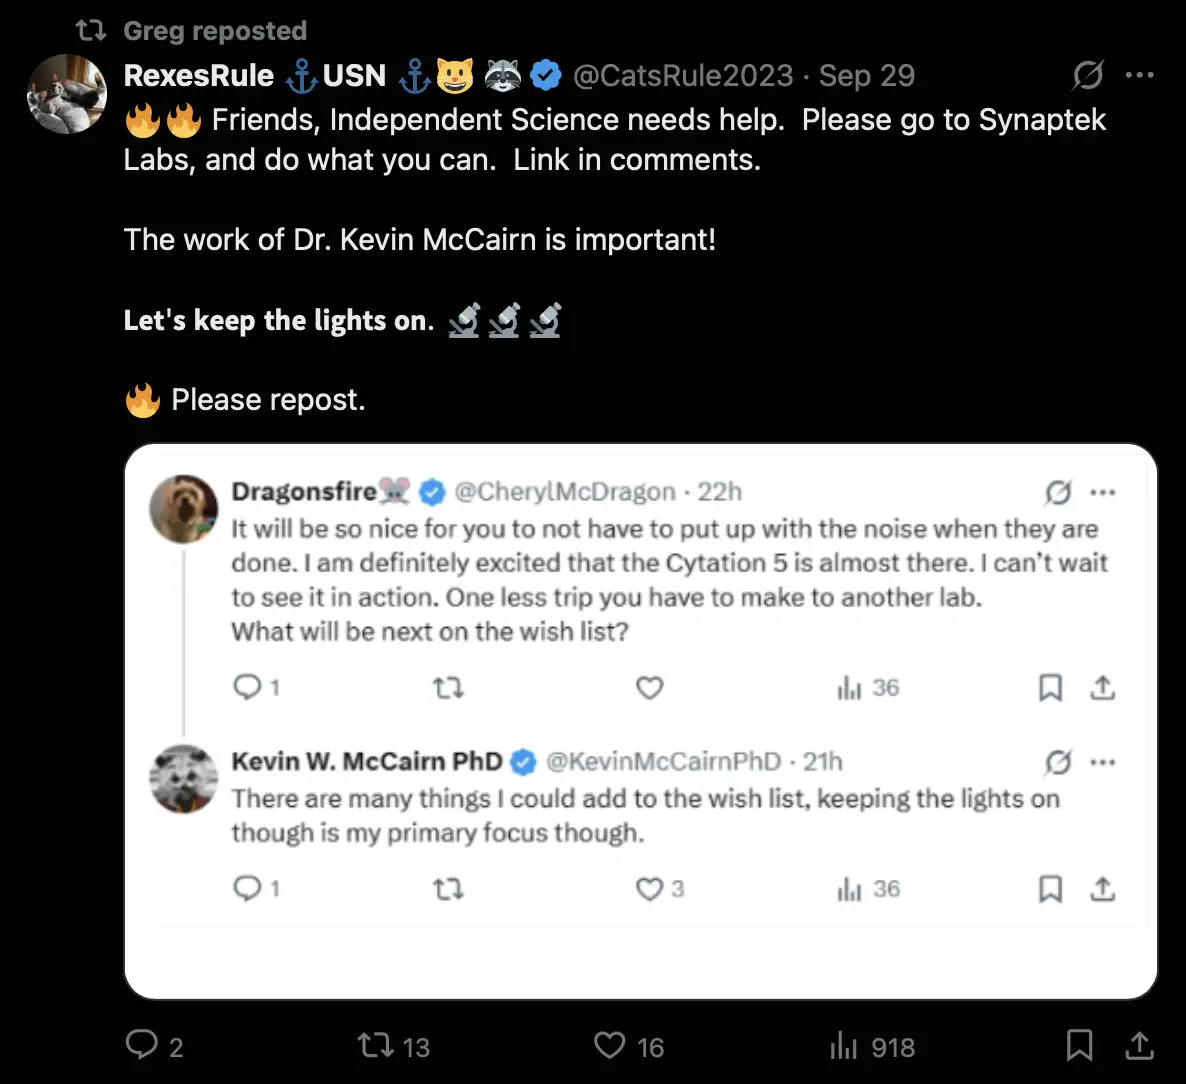 Greg reposted
RexesRule ⚓USN ⚓😺 🦝 @CatsRule2023 · Sep 29
🔥🔥 Friends, Independent Science needs help.  Please go to Synaptek
Labs, and do what you can.  Link in comments.
The work of Dr. Kevin McCairn is important!
Let's keep the lights on. 🔬🔬🔬
🔥 Please repost.
Dragonsfire🐭 @CherylMcDragon · 22h
It will be so nice for you to not have to put up with the noise when they are
done. I am definitely excited that the Cytation 5 is almost there. I can't wait
to see it in action. One less trip you have to make to another lab.
What will be next on the wish list?
1 36
Kevin W. McCairn PhD @KevinMcCairnPhD · 21h
There are many things I could add to the wish list, keeping the lights on
though is my primary focus though.
1 3 36
2 13 16 918